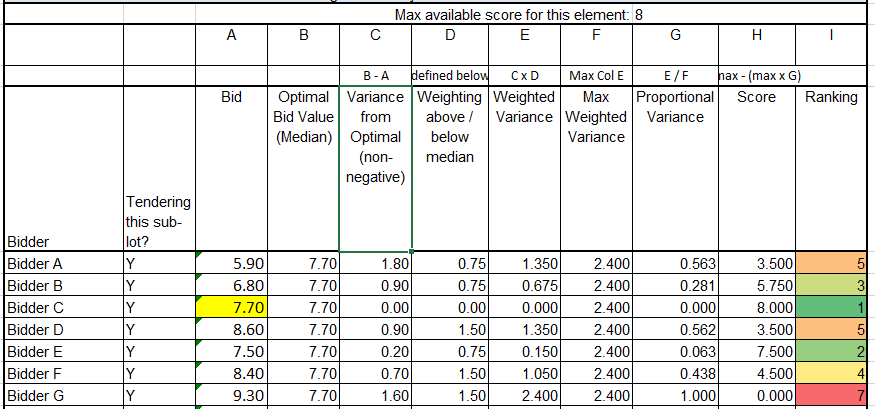 Max available score for this element: 8
A B C D E F G H I
B - A defined below C x D Max Col E E / F nax - (max x G)
Bidder Tendering this sub-lot? Bid Optimal Bid Value (Median) Variance from Optimal (non-negative) Weighting above / below median Weighted Variance Max Weighted Variance Proportional Variance Score Ranking
Bidder A Y 5.90 7.70 1.80 0.75 1.350 2.400 0.563 3.500 5
Bidder B Y 6.80 7.70 0.90 0.75 0.675 2.400 0.281 5.750 3
Bidder C Y 7.70 7.70 0.00 0.00 0.000 2.400 0.000 8.000 1
Bidder D Y 8.60 7.70 0.90 1.50 1.350 2.400 0.562 3.500 5
Bidder E Y 7.50 7.70 0.20 0.75 0.150 2.400 0.063 7.500 2
Bidder F Y 8.40 7.70 0.70 1.50 1.050 2.400 0.438 4.500 4
Bidder G Y 9.30 7.70 1.60 1.50 2.400 2.400 1.000 0.000 7